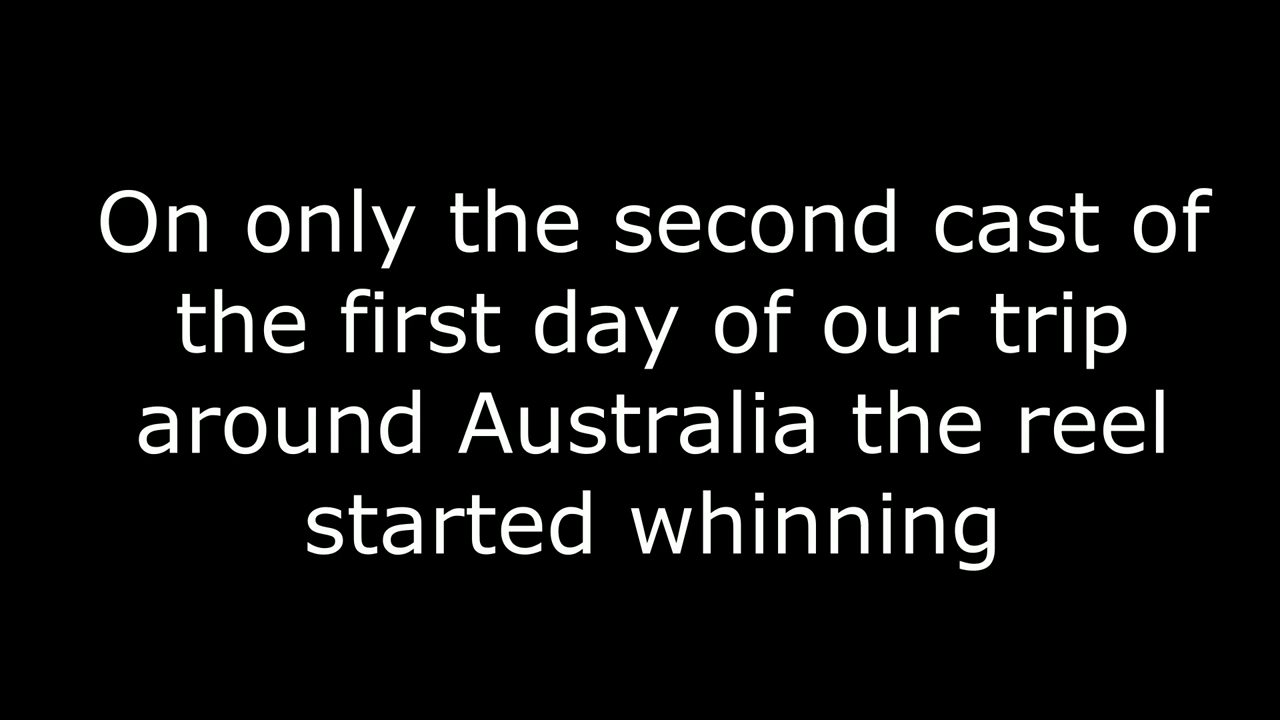 On only the second cast of
the first day of our trip
around Australia the reel
started whinning